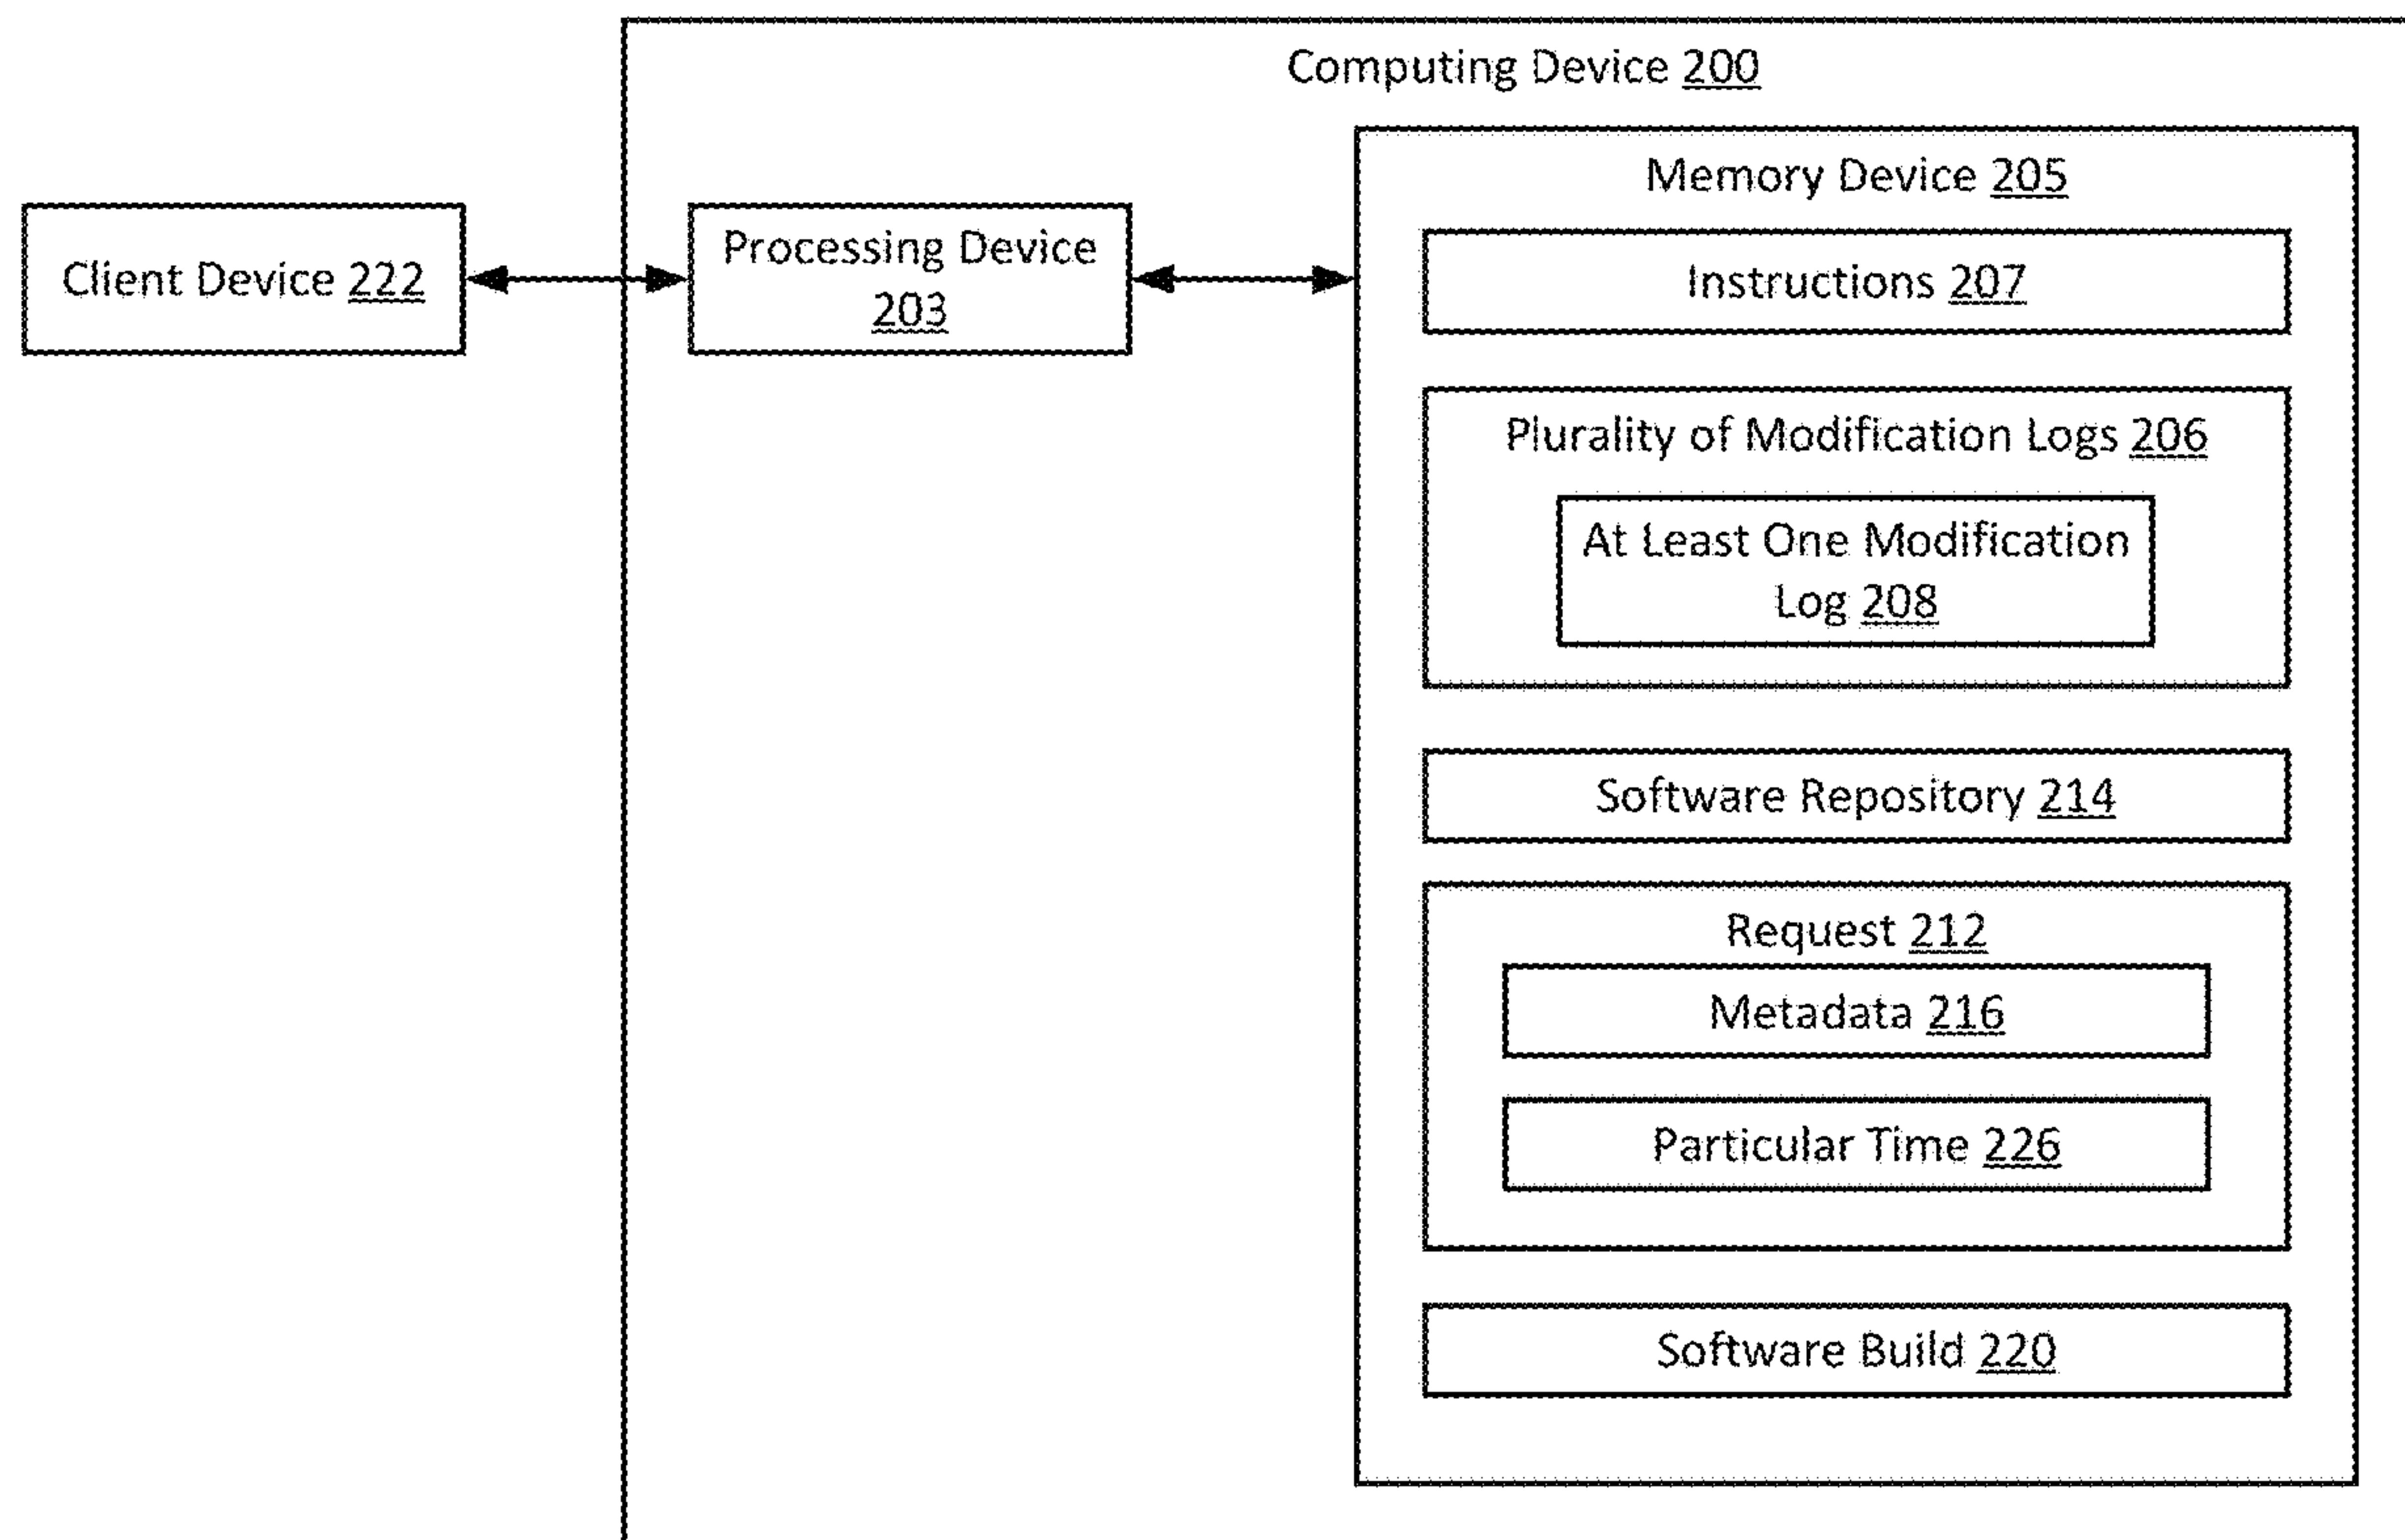 Computing Device 200
Memory Device 205
Client Device 222
Processing Device
203
Instructions 207
Plurality of Modification Logs 206
At Least One Modification
Log 208
Software Repository 214
Request 212
Metadata 216
Particular Time 226
Software Build 220